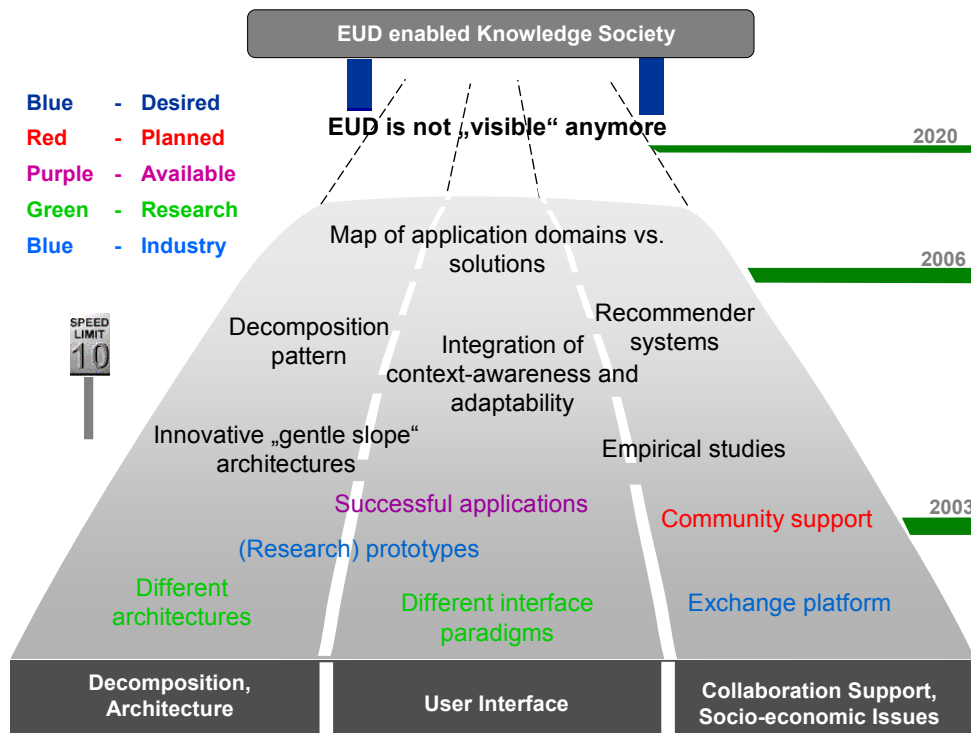 EUD enabled Knowledge Society
Blue - Desired
Red - Planned
Purple - Available
Green - Research
Blue - Industry
EUD is not „visible“ anymore
2020
Map of application domains vs.
solutions
2006
SPEED
LIMIT
10
Decomposition
pattern
Integration of
context-awareness and
adaptability
Recommender
systems
Innovative „gentle slope“
architectures
Empirical studies
Successful applications
Community support
2003
(Research) prototypes
Different
architectures
Different interface
paradigms
Exchange platform
Decomposition,
Architecture
User Interface
Collaboration Support,
Socio-economic Issues